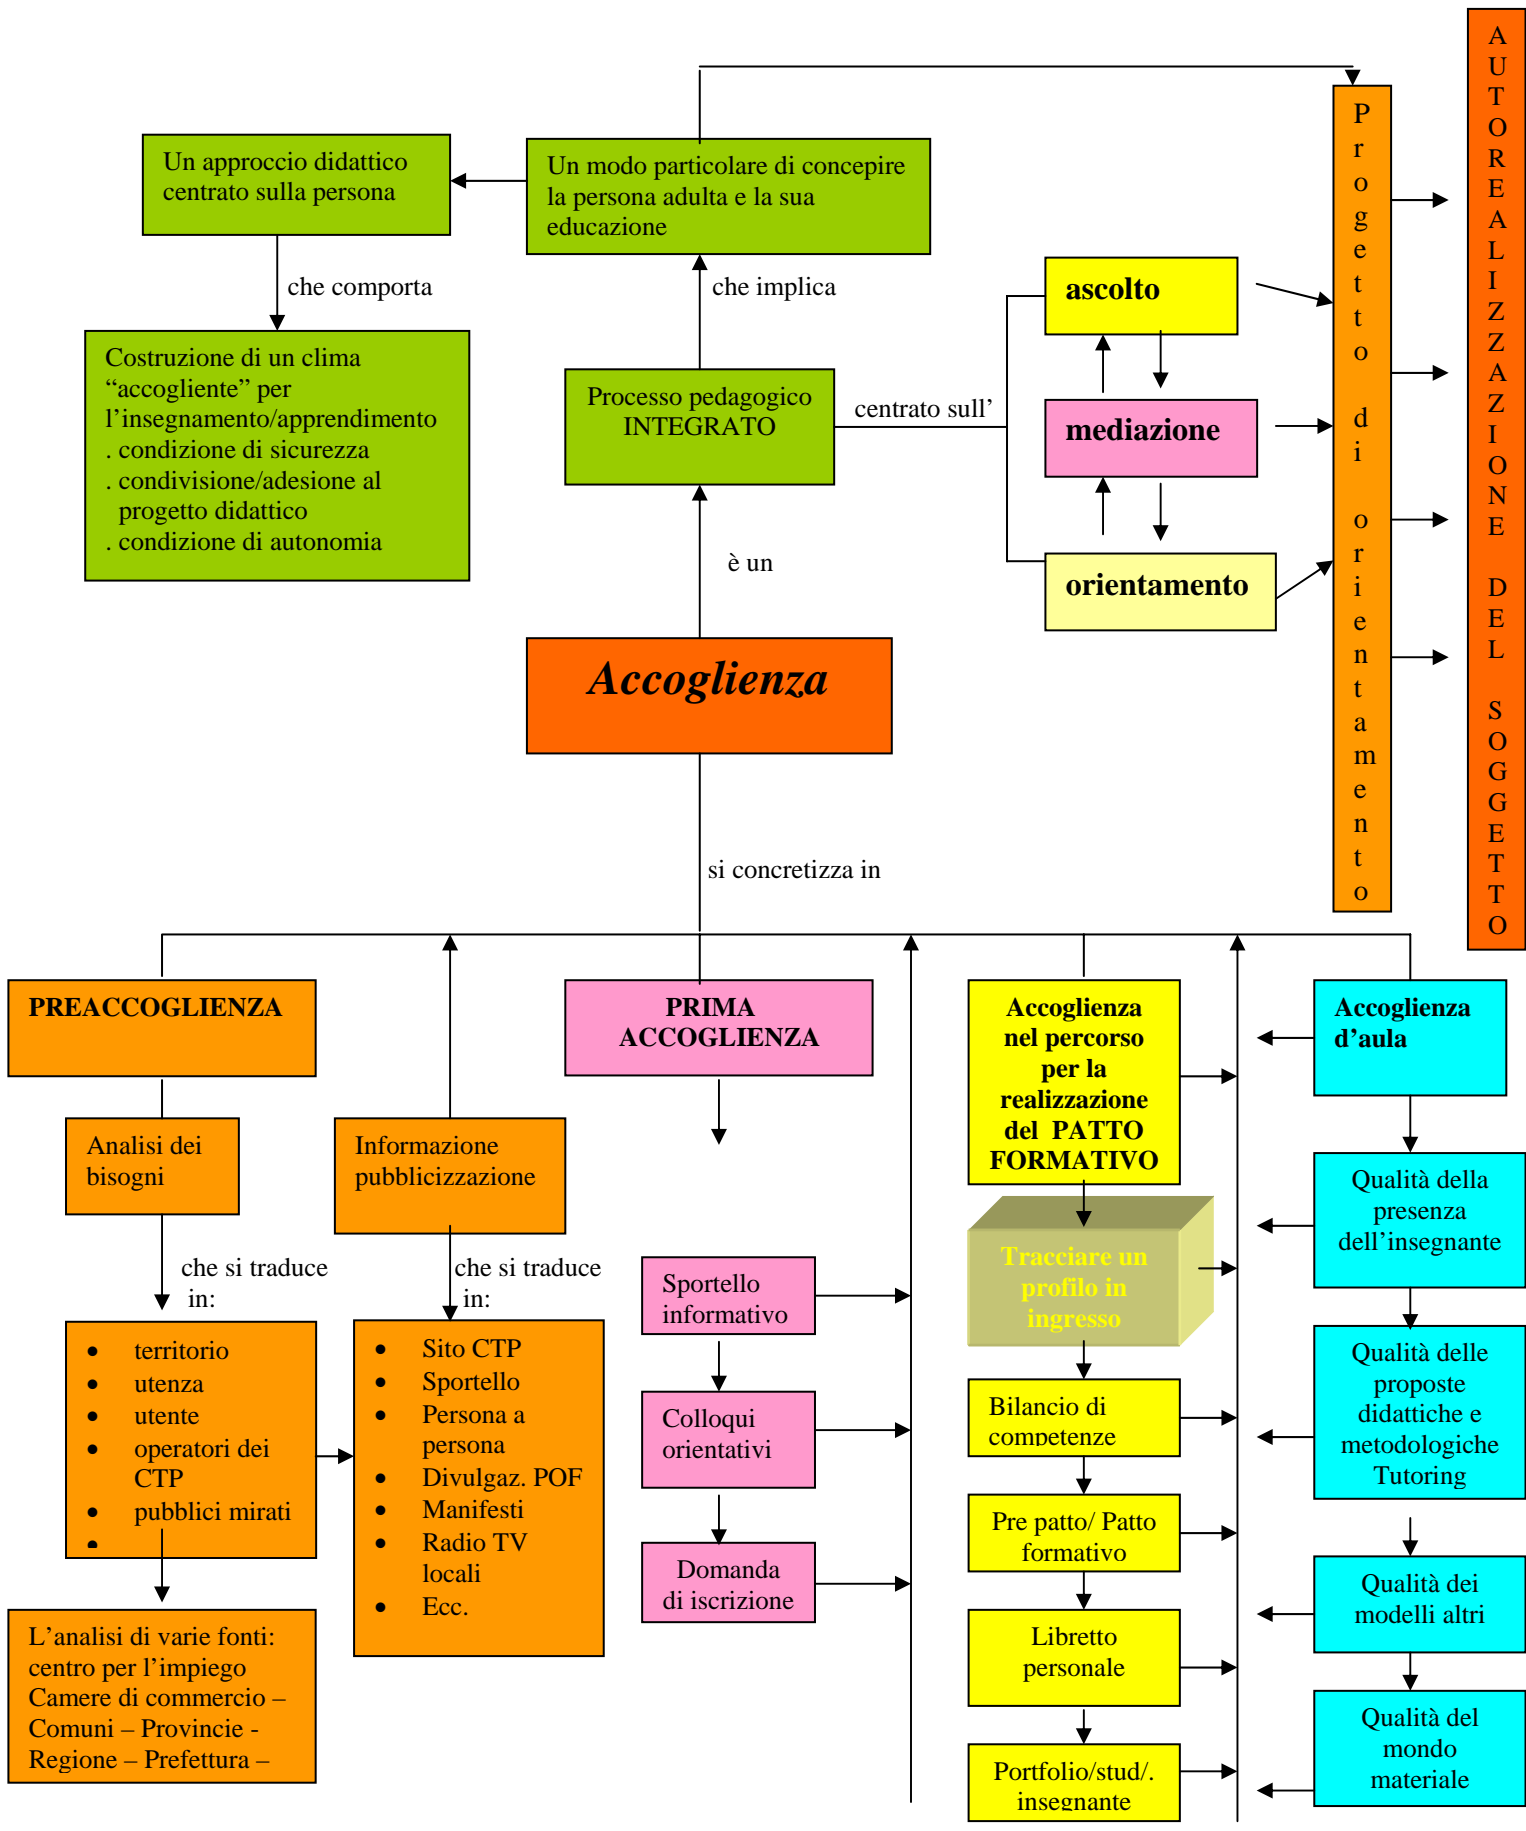 Un approccio didattico
centrato sulla persona
Un modo particolare di concepire
la persona adulta e la sua
educazione
che comporta
che implica
Costruzione di un clima
“accogliente” per
l’insegnamento/apprendimento
. condizione di sicurezza
. condivisione/adesione al
progetto didattico
. condizione di autonomia
Processo pedagogico
INTEGRATO
centrato sull’
ascolto
mediazione
orientamento
Progetto di orientamento
AUTOREALIZZAZIONE DEL SOGGETTO
è un
Accoglienza
si concretizza in
PREACCOGLIENZA
Analisi dei
bisogni
che si traduce
in:
• territorio
• utenza
• utente
• operatori dei
CTP
• pubblici mirati
•
L’analisi di varie fonti:
centro per l’impiego
Camere di commercio –
Comuni – Provincie -
Regione – Prefettura –
Informazione
pubblicizzazione
che si traduce
in:
• Sito CTP
• Sportello
• Persona a
persona
• Divulgaz. POF
• Manifesti
• Radio TV
locali
• Ecc.
PRIMA
ACCOGLIENZA
Sportello
informativo
Colloqui
orientativi
Domanda
di iscrizione
Accoglienza
nel percorso
per la
realizzazione
del PATTO
FORMATIVO
Tracciare un
profilo in
ingresso
Bilancio di
competenze
Pre patto/ Patto
formativo
Libretto
personale
Portfolio/stud/.
insegnante
Accoglienza
d’aula
Qualità della
presenza
dell’insegnante
Qualità delle
proposte
didattiche e
metodologiche
Tutoring
Qualità dei
modelli altri
Qualità del
mondo
materiale